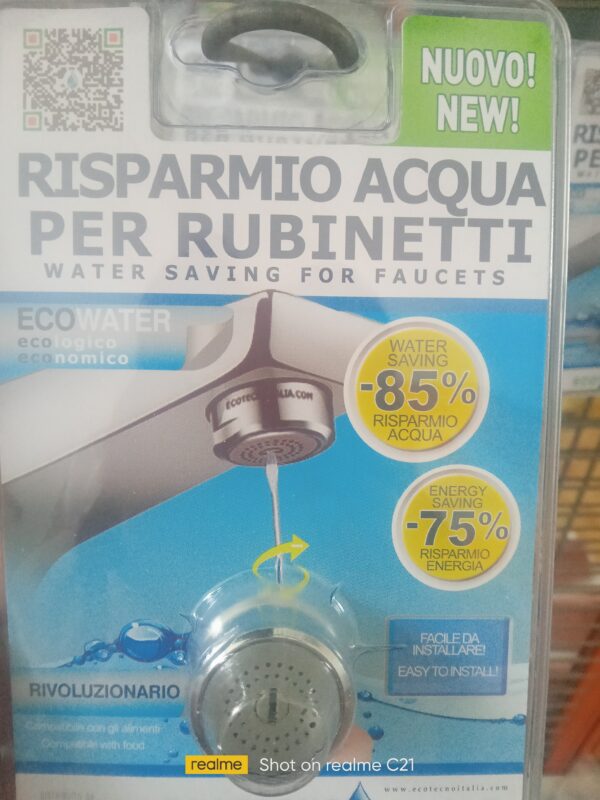 NUOVO!
NEW!
RISPARMIO ACQUA
PER RUBINETTI
WATER SAVING FOR FAUCETS
ECOWATER
ecologico
economico
ECOTECNOITALIA.COM
WATER
SAVING
-85%
RISPARMIO
ACQUA
ENERGY
SAVING
-75%
RISPARMIO
ENERGIA
FACILE DA
INSTALLARE!
EASY TO INSTALL!
RIVOLUZIONARIO
Compatibile con gli alimenti
Compatible with food
www.ecotecnoitalia.com
realme Shot on realme C21